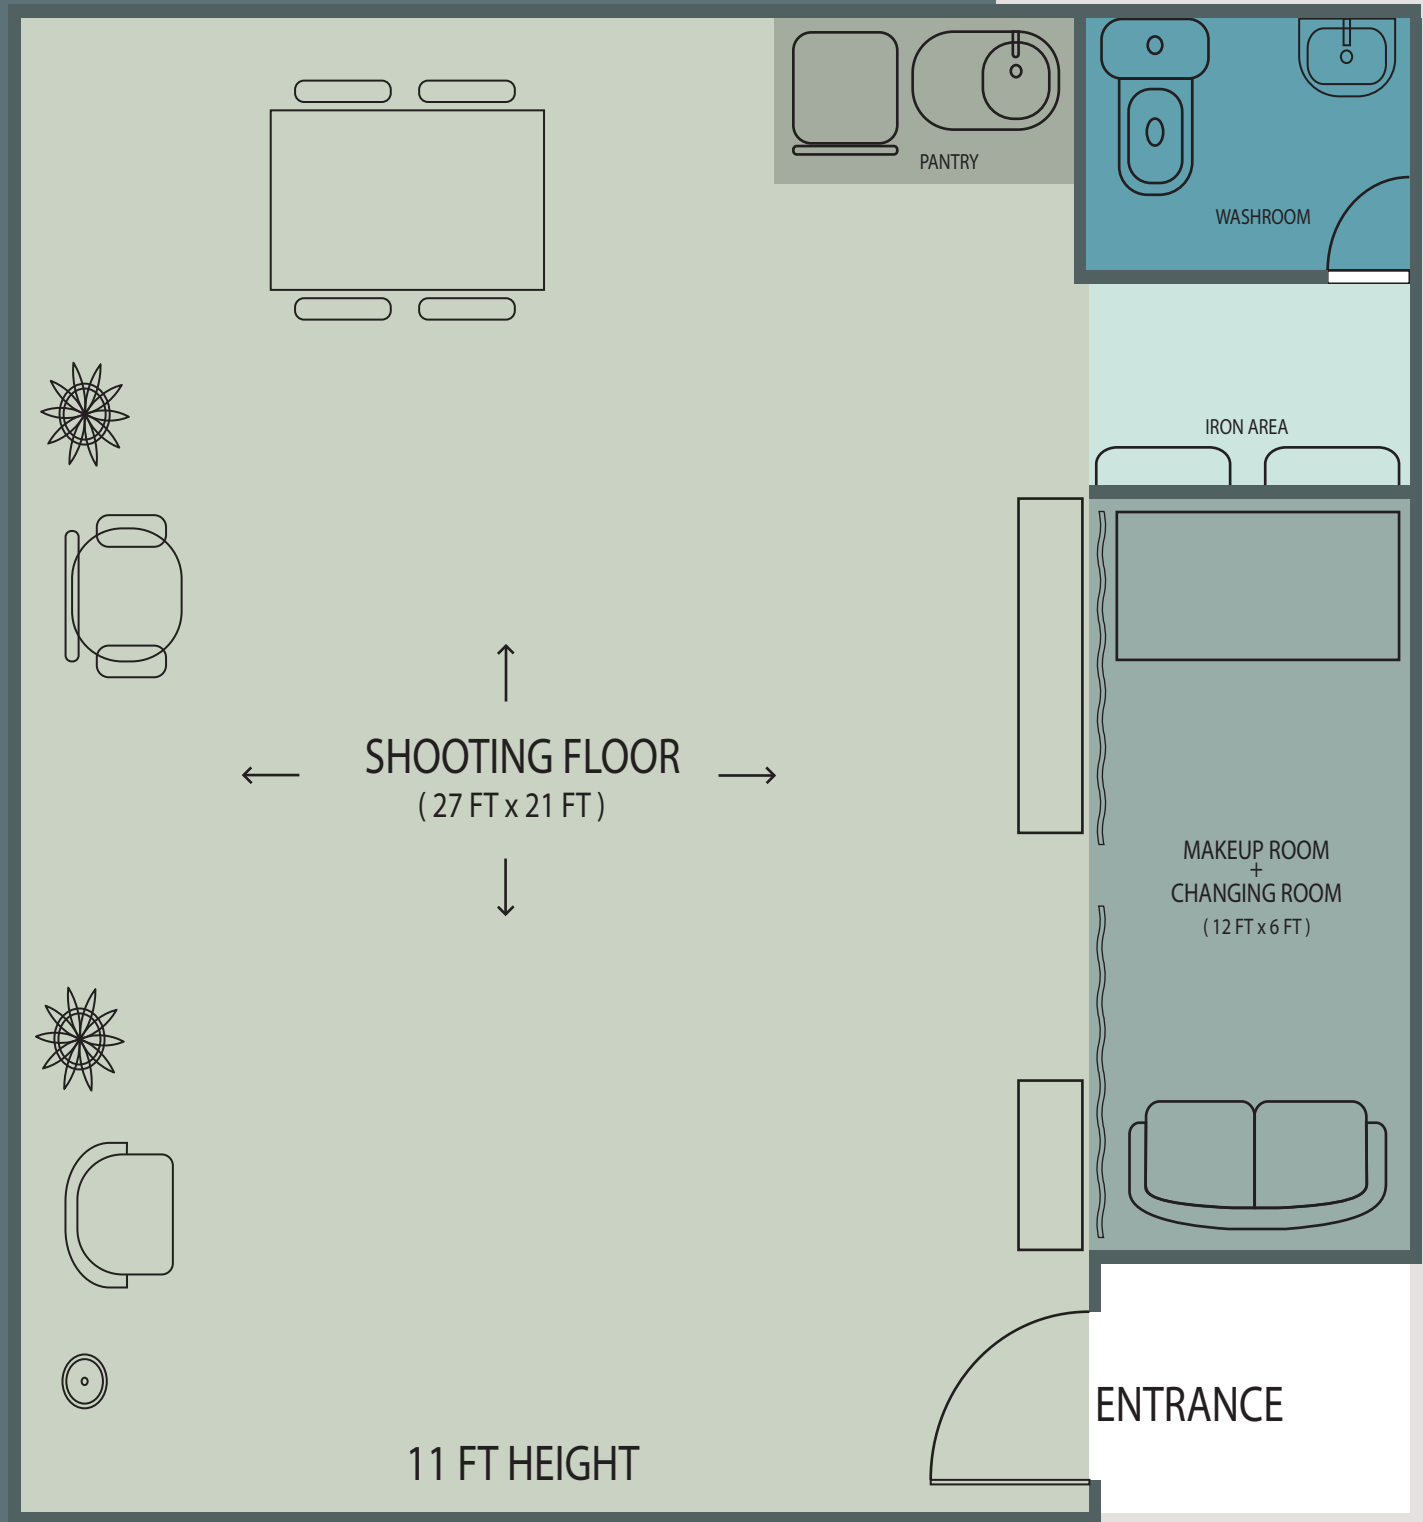 PANTRY
WASHROOM
IRON AREA
SHOOTING FLOOR
( 27 FT x 21 FT )
MAKEUP ROOM
+
CHANGING ROOM
( 12 FT x 6 FT )
ENTRANCE
11 FT HEIGHT